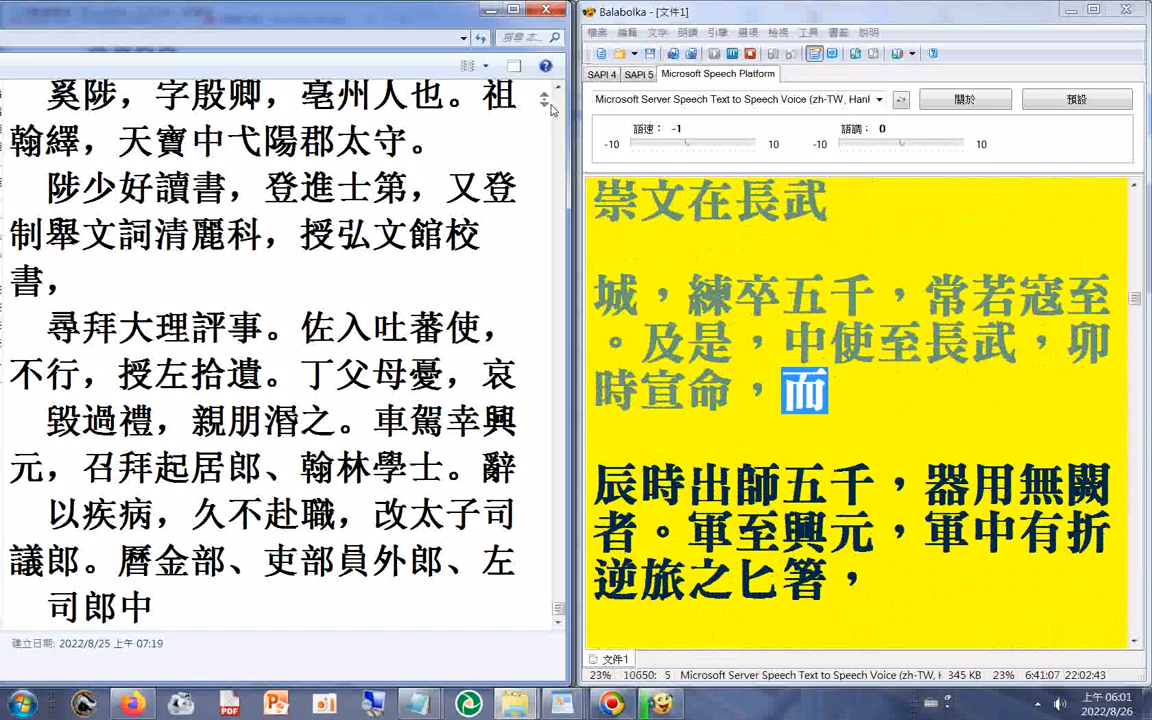 奚陟，字殷卿，亳州人也。祖
翰繹，天寶中弋陽郡太守。
陟少好讀書，登進士第，又登
制舉文詞清麗科，授弘文館校
書，
尋拜大理評事。佐入吐蕃使，
不行，授左拾遺。丁父母憂，哀
毀過禮，親朋潛之。車駕幸興
元，召拜起居郎、翰林學士。辭
以疾病，久不赴職，改太子司
議郎。曆金部、吏部員外郎、左
司郎中
建立日期: 2022/8/25 上午 07:19
Balabolka - [文件1]
檔案 編輯 文字 朗讀 引擎 選項 檢視 工具 書籤 說明
SAPI 4 SAPI 5 Microsoft Speech Platform
Microsoft Server Speech Text to Speech Voice (zh-TW, Hanl
關於
預設
語速： -1
語調： 0
-10 10 -10 10
崇文在長武
城，練卒五千，常若寇至
。及是，中使至長武，卯
時宣命，而
辰時出師五千，器用無闕
者。軍至興元，軍中有折
逆旅之匕箸，
文件1
23% 10650: 5 Microsoft Speech Platform Microsoft Server Speech Text to Speech Voice (zh-TW, H 345 KB 23% 6:41:07 22:02:43
上午 06:01
2022/8/26